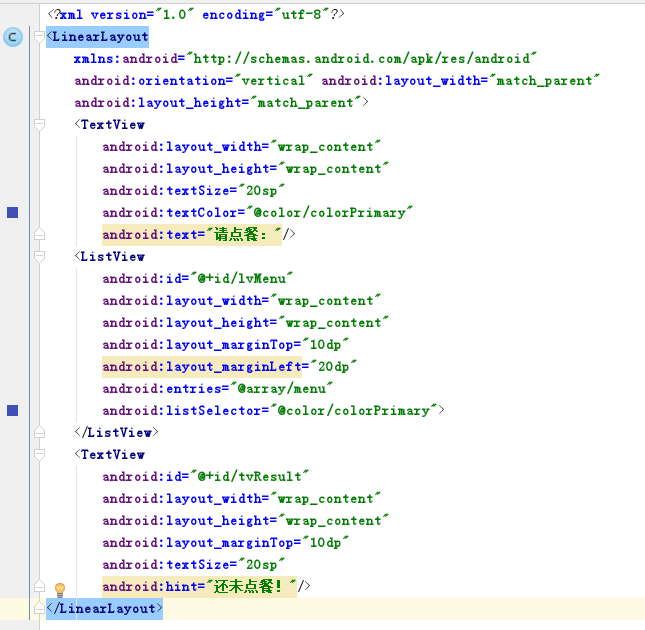 <?xml version="1.0" encoding="utf-8"?>
C
<LinearLayout
xmlns:android="http://schemas.android.com/apk/res/android"
android:orientation="vertical" android:layout_width="match_parent"
android:layout_height="match_parent">
<TextView
android:layout_width="wrap_content"
android:layout_height="wrap_content"
android:textSize="20sp"
android:textColor="@color/colorPrimary"
android:text="请点餐："/>
<ListView
android:id="@+id/lvMenu"
android:layout_width="wrap_content"
android:layout_height="wrap_content"
android:layout_marginTop="10dp"
android:layout_marginLeft="20dp"
android:entries="@array/menu"
android:listSelector="@color/colorPrimary">
</ListView>
<TextView
android:id="@+id/tvResult"
android:layout_width="wrap_content"
android:layout_height="wrap_content"
android:layout_marginTop="10dp"
android:textSize="20sp"
android:hint="还未点餐！"/>
</LinearLayout>